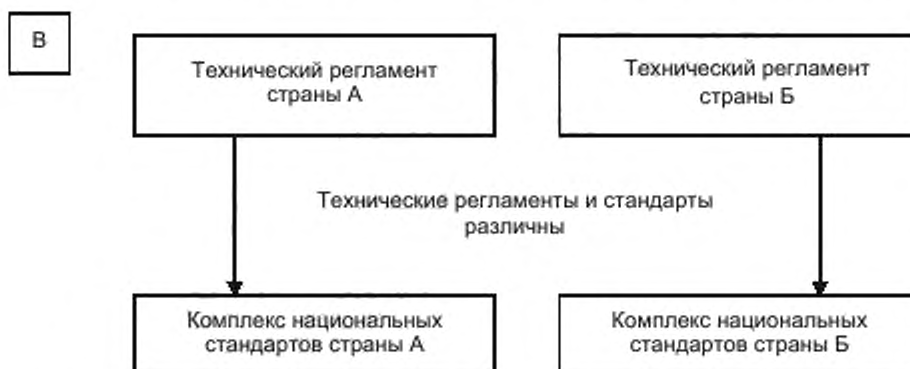 В
Технический регламент
страны А
Технический регламент
страны Б
Технические регламенты и стандарты
различны
Комплекс национальных
стандартов страны А
Комплекс национальных
стандартов страны Б